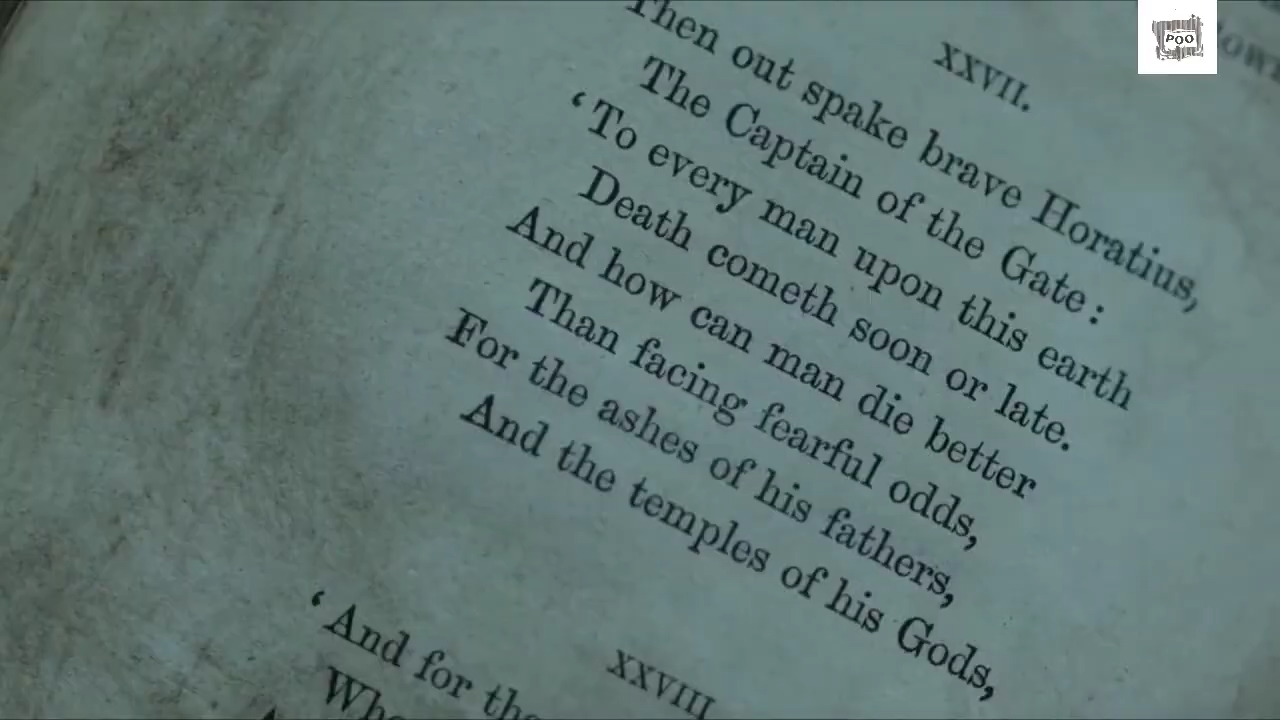 XXVII.
Then out spake brave Horatius,
The Captain of the Gate:
‘To every man upon this earth
Death cometh soon or late.
And how can man die better
Than facing fearful odds,
For the ashes of his fathers,
And the temples of his Gods,
XXVIII
‘And for the
POO